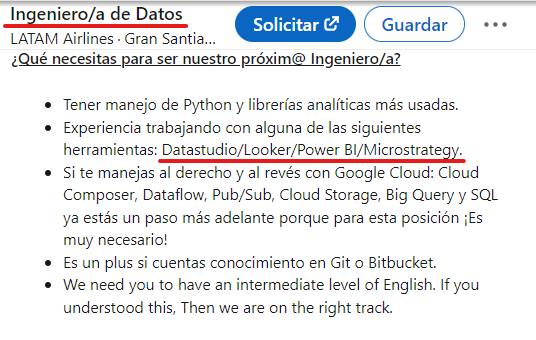 Ingeniero/a de Datos
LATAM Airlines · Gran Santia...
Solicitar
Guardar
¿Qué necesitas para ser nuestro próxim@ Ingeniero/a?
• Tener manejo de Python y librerías analíticas más usadas.
• Experiencia trabajando con alguna de las siguientes
herramientas: Datastudio/Looker/Power BI/Microstrategy.
• Si te manejas al derecho y al revés con Google Cloud: Cloud
Composer, Dataflow, Pub/Sub, Cloud Storage, Big Query y SQL
ya estás un paso más adelante porque para esta posición ¡Es
muy necesario!
• Es un plus si cuentas conocimiento en Git o Bitbucket.
• We need you to have an intermediate level of English. If you
understood this, Then we are on the right track.